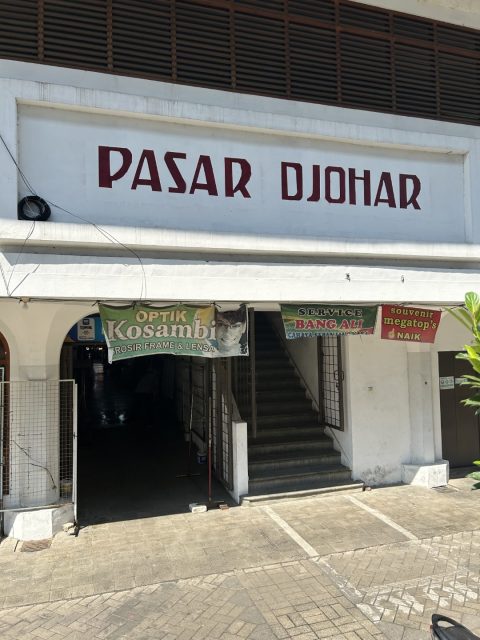 PASAR DJOHAR
OPTIK
Kosambi
GROSIR FRAME & LENSA
SERVICE
BANG ALI
souvenir
megatop's
NAIK